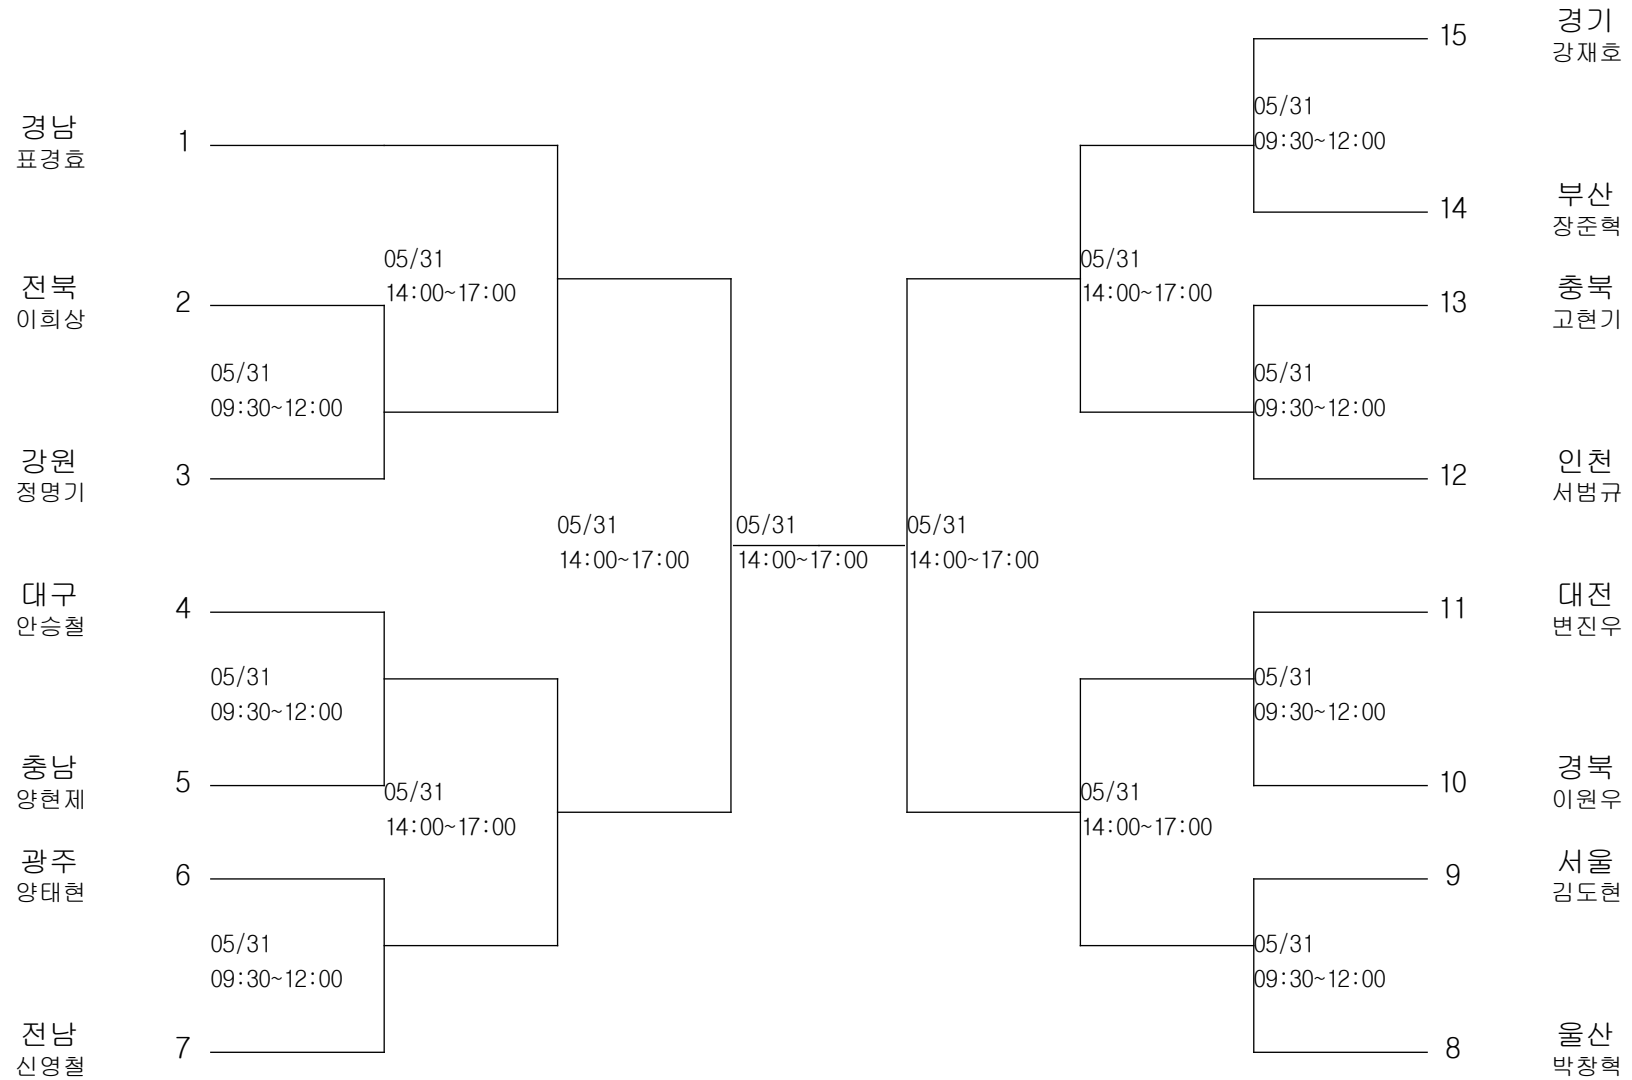 경기
15
강재호
05/31
09:30~12:00
경남
1
표경효
부산
14
장준혁
05/31
14:00~17:00
05/31
14:00~17:00
전북
2
이희상
충북
13
고현기
05/31
09:30~12:00
05/31
09:30~12:00
강원
3
정명기
인천
12
서범규
05/31
14:00~17:00
05/31
14:00~17:00
05/31
14:00~17:00
대구
4
안승철
대전
11
변진우
05/31
09:30~12:00
05/31
09:30~12:00
충남
5
양현제
경북
10
이원우
05/31
14:00~17:00
05/31
14:00~17:00
광주
6
양태현
서울
9
김도현
05/31
09:30~12:00
05/31
09:30~12:00
전남
7
신영철
울산
8
박창혁